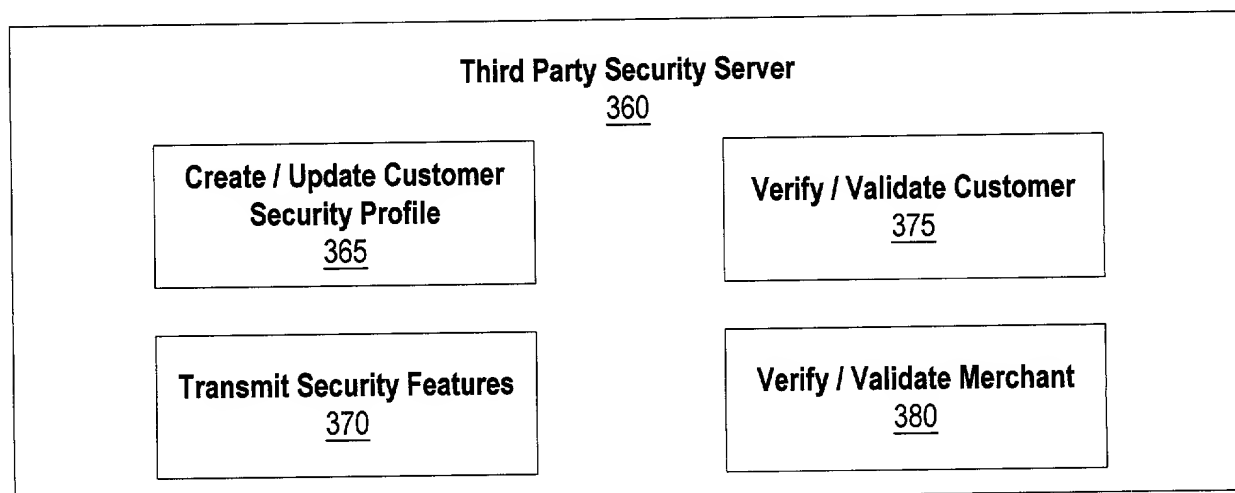 Third Party Security Server
360
Create / Update Customer
Security Profile
365
Verify / Validate Customer
375
Transmit Security Features
370
Verify / Validate Merchant
380